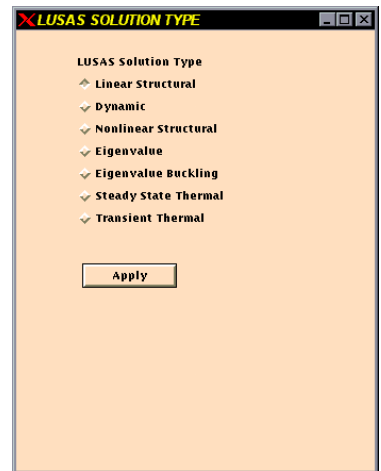 LUSAS SOLUTION TYPE
LUSAS Solution Type
Linear Structural
Dynamic
Nonlinear Structural
Eigenvalue
Eigenvalue Buckling
Steady State Thermal
Transient Thermal
Apply